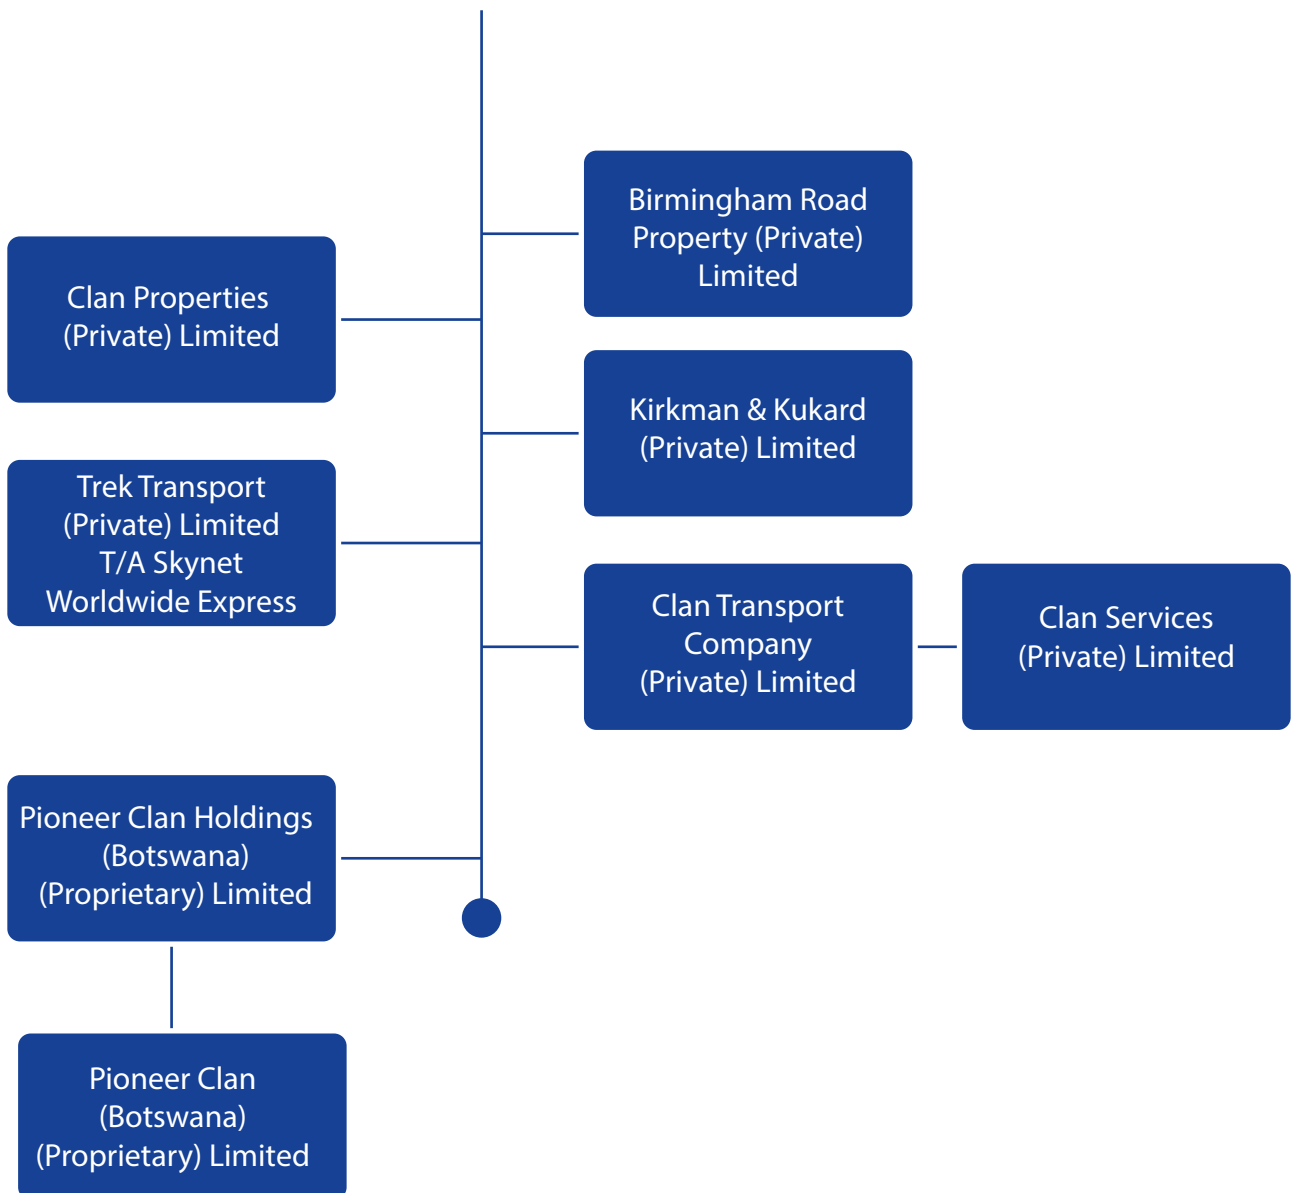 Birmingham Road
Property (Private)
Limited
Clan Properties
(Private) Limited
Kirkman & Kukard
(Private) Limited
Trek Transport
(Private) Limited
T/A Skynet
Worldwide Express
Clan Transport
Company
(Private) Limited
Clan Services
(Private) Limited
Pioneer Clan Holdings
(Botswana)
(Proprietary) Limited
Pioneer Clan
(Botswana)
(Proprietary) Limited